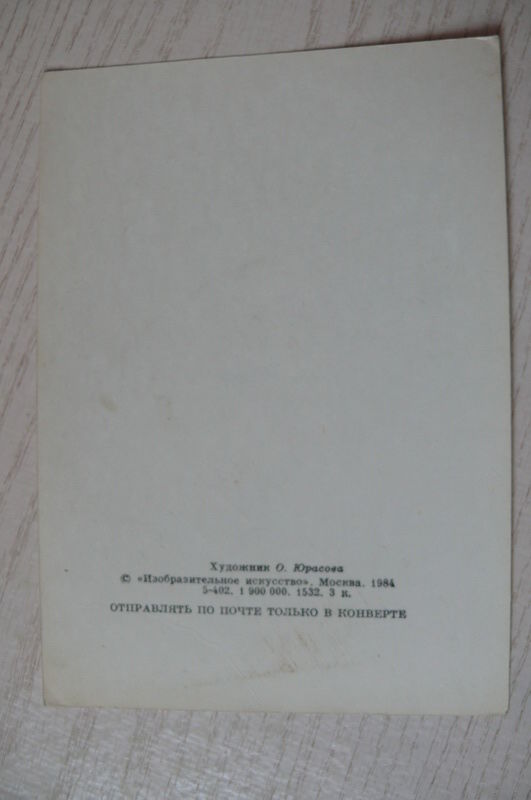 Художник О. Юрасова
© «Изобразительное искусство». Москва. 1984
5-402. 1 900 000. 1532. 3 к.
ОТПРАВЛЯТЬ ПО ПОЧТЕ ТОЛЬКО В КОНВЕРТЕ